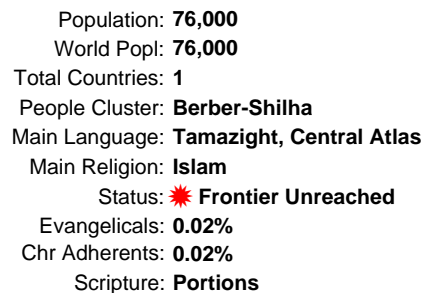 Population: 76,000
World Popl: 76,000
Total Countries: 1
People Cluster: Berber-Shilha
Main Language: Tamazight, Central Atlas
Main Religion: Islam
Status: Frontier Unreached
Evangelicals: 0.02%
Chr Adherents: 0.02%
Scripture: Portions